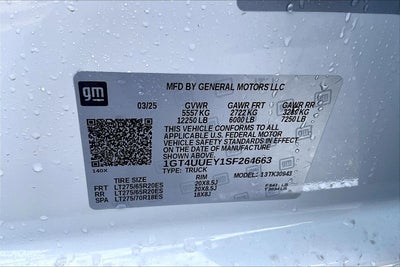 gm
MFD BY GENERAL MOTORS LLC
03/25 GVWR GAWR FRT GAWR RR
5557 KG 2722 KG KG
12250 LB 6000 LB 7250 LB
THIS VEHICLE CONFORMS TO ALL
APPLICABLE U.S. FEDERAL MOTOR
VEHICLE SAFETY
STANDARDS IN EFFECT ON THE DATE OF
MANUFACTURE SHOWN ABOVE.
1GT4UUEY1SF264663
140X TYPE: TRUCK MODEL: 13TK30943
TIRE SIZE RIM
FRT LT275/65R20ES 20X8.5J
RR LT275/65R20ES 20X8.5J
SPA LT275/70R18ES 18X8J